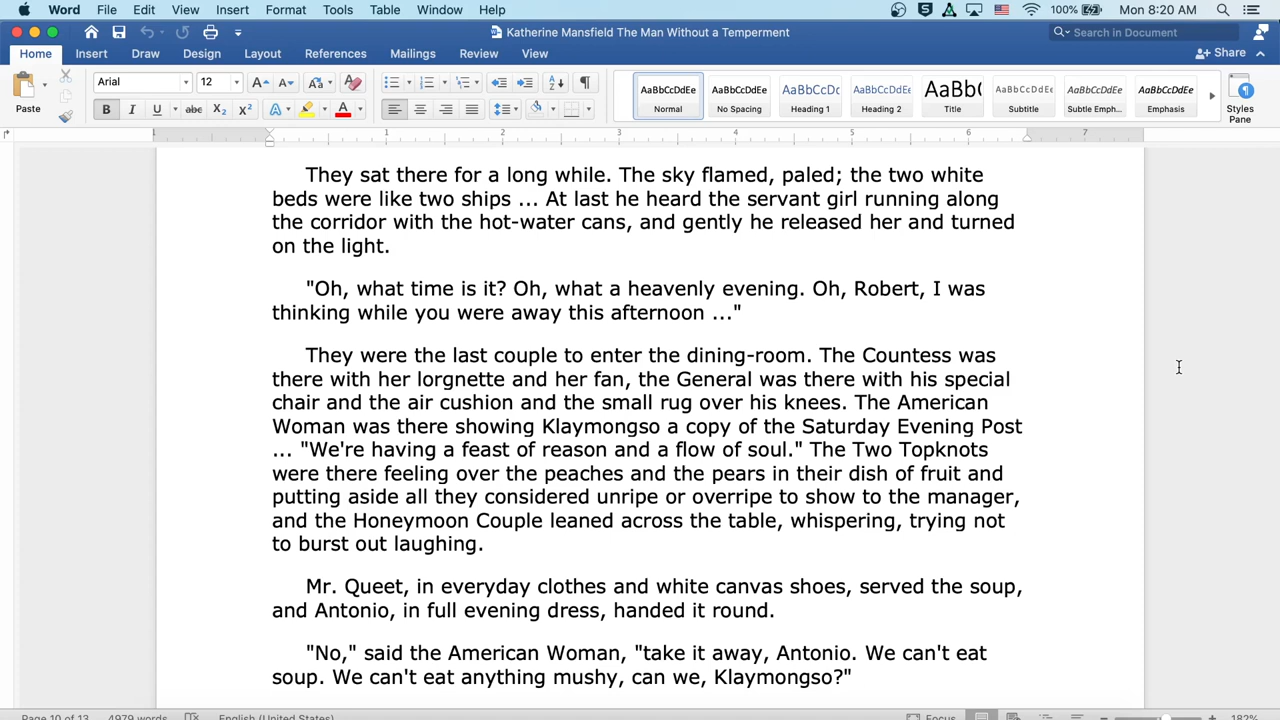 Word File Edit View Insert Format Tools Table Window Help 100% Mon 8:20 AM
Katherine Mansfield The Man Without a Temperment
Search in Document
Home Insert Draw Design Layout References Mailings Review View Share
Paste Arial 12
AaBbCcDdEe AaBbCcDdEe AaBbCcDc AaBbCcDdEe AaBbC AaBbCcDdEe AaBbCcDdEe AaBbCcDdEe
Normal No Spacing Heading 1 Heading 2 Title Subtitle Subtle Emph... Emphasis Styles Pane
B I U abc X₂ X² A A
1 1 2 3 4 5 6 7
They sat there for a long while. The sky flamed, paled; the two white
beds were like two ships ... At last he heard the servant girl running along
the corridor with the hot-water cans, and gently he released her and turned
on the light.
"Oh, what time is it? Oh, what a heavenly evening. Oh, Robert, I was
thinking while you were away this afternoon ..."
They were the last couple to enter the dining-room. The Countess was
there with her lorgnette and her fan, the General was there with his special
chair and the air cushion and the small rug over his knees. The American
Woman was there showing Klaymongso a copy of the Saturday Evening Post
... "We're having a feast of reason and a flow of soul." The Two Topknots
were there feeling over the peaches and the pears in their dish of fruit and
putting aside all they considered unripe or overripe to show to the manager,
and the Honeymoon Couple leaned across the table, whispering, trying not
to burst out laughing.
Mr. Queet, in everyday clothes and white canvas shoes, served the soup,
and Antonio, in full evening dress, handed it round.
"No," said the American Woman, "take it away, Antonio. We can't eat
soup. We can't eat anything mushy, can we, Klaymongso?"
Page 10 of 13 4979 words English (United States) Focus 182%